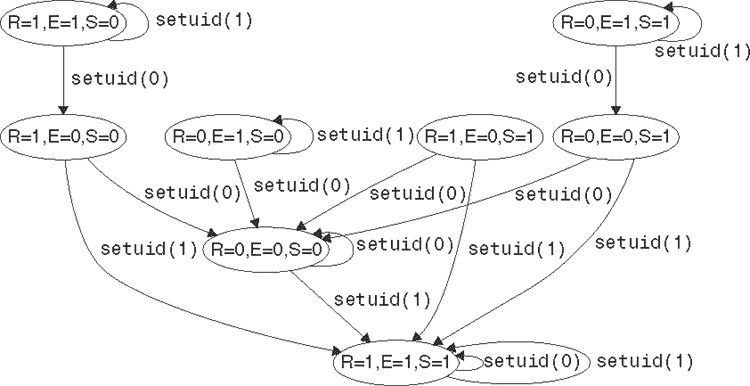 R=1,E=1,S=0
setuid(1)
R=0,E=1,S=1
setuid(1)
setuid(0)
setuid(0)
R=1,E=0,S=0
R=0,E=1,S=0
setuid(1)
R=1,E=0,S=1
R=0,E=0,S=1
setuid(0)
setuid(0)
setuid(0)
setuid(0)
setuid(1)
R=0,E=0,S=0
setuid(0)
setuid(1)
setuid(1)
setuid(1)
R=1,E=1,S=1
setuid(0)
setuid(1)